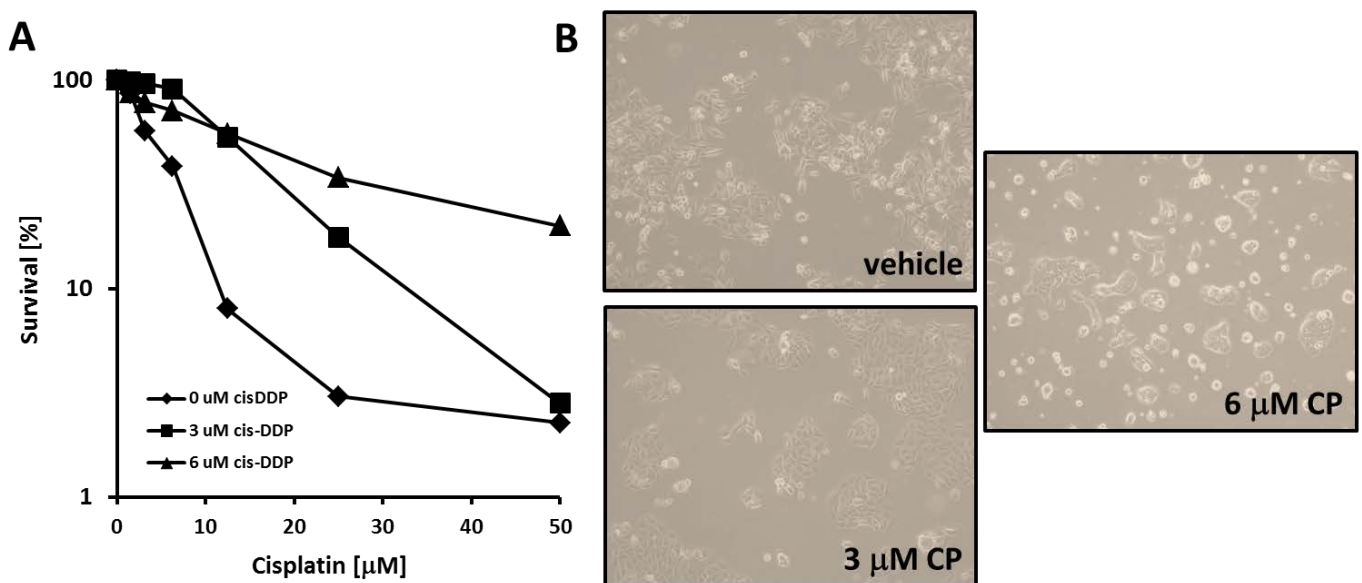 A
100
10
1
Survival [%]
0 uM cisDDP
3 uM cis-DDP
6 uM cis-DDP
0 10 20 30 40 50
Cisplatin [µM]
B
vehicle
3 µM CP
6 µM CP